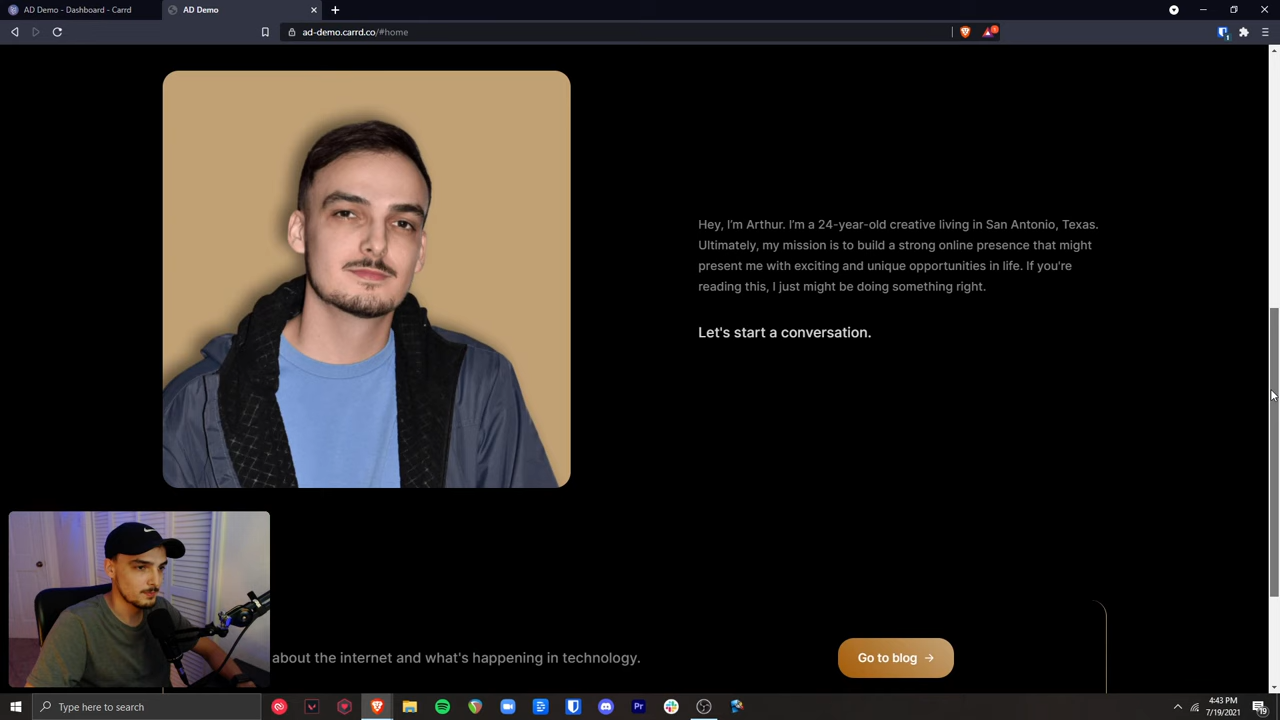 AD Demo - Dashboard - Carrd
AD Demo
ad-demo.carrd.co/#home
Hey, I'm Arthur. I'm a 24-year-old creative living in San Antonio, Texas.
Ultimately, my mission is to build a strong online presence that might
present me with exciting and unique opportunities in life. If you're
reading this, I just might be doing something right.
Let's start a conversation.
about the internet and what's happening in technology.
Go to blog →
Type here to search
Pr
4:43 PM
7/19/2021